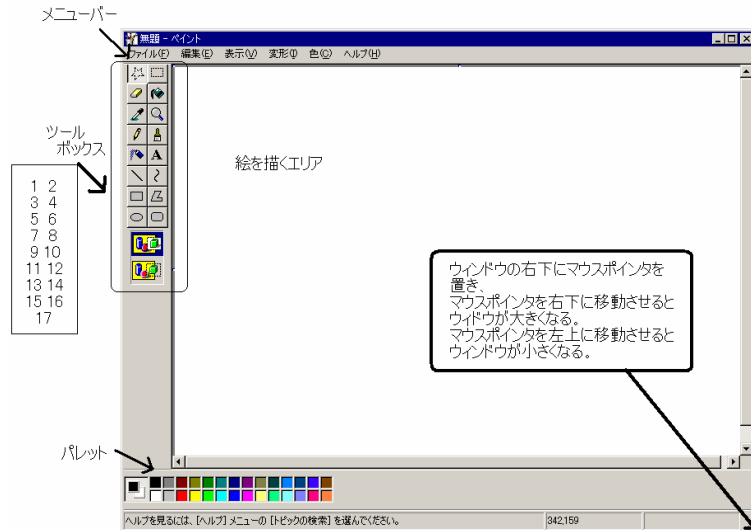 メニューバー
無題 - ペイント
ファイル(F) 編集(E) 表示(V) 変形(I) 色(C) ヘルプ(H)
A
ツール
ボックス
絵を描くエリア
1 2
3 4
5 6
7 8
9 10
11 12
13 14
15 16
17
ウィンドウの右下にマウスポインタを
置き、
マウスポインタを右下に移動させると
ウィドウが大きくなる。
マウスポインタを左上に移動させると
ウィンドウが小さくなる。
パレット
ヘルプを見るには、[ヘルプ] メニューの [トピックの検索] を選んでください。
342,159